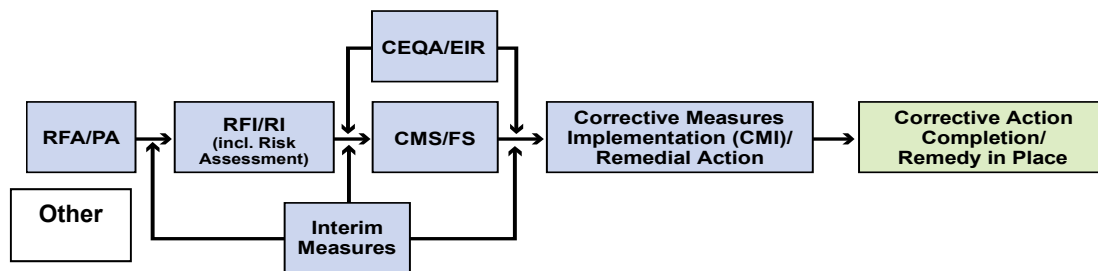 CEQA/EIR
RFA/PA
RFI/RI
(incl. Risk
Assessment)
CMS/FS
Corrective Measures
Implementation (CMI)/
Remedial Action
Corrective Action
Completion/
Remedy in Place
Other
Interim
Measures